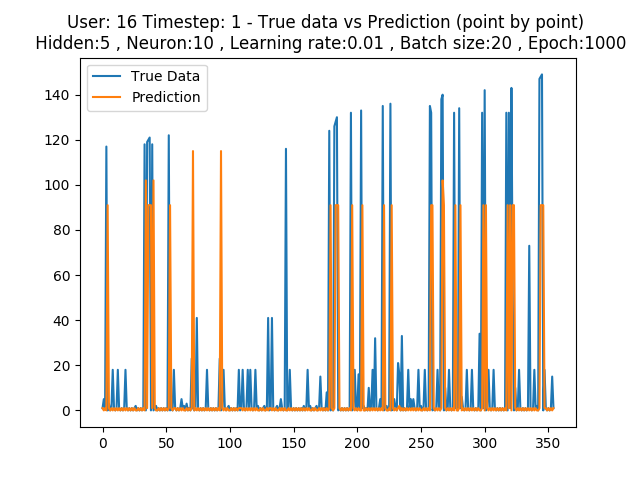 User: 16 Timestep: 1 - True data vs Prediction (point by point)
Hidden:5 , Neuron:10 , Learning rate:0.01 , Batch size:20 , Epoch:1000
True Data
Prediction
140
120
100
80
60
40
20
0
0 50 100 150 200 250 300 350